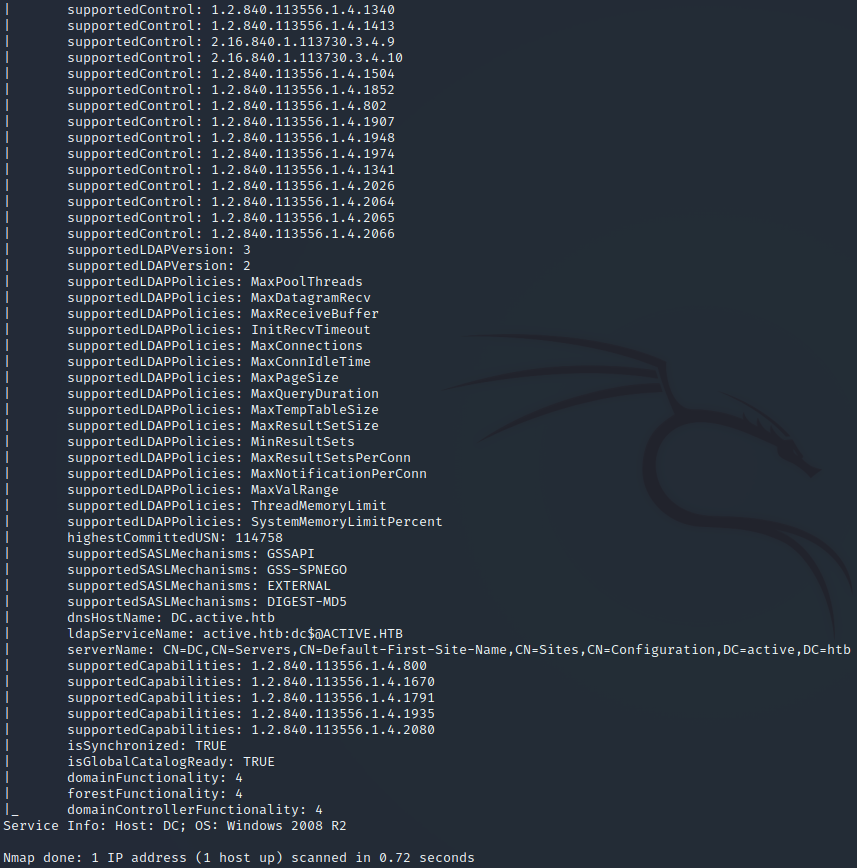 |       supportedControl: 1.2.840.113556.1.4.1340
|       supportedControl: 1.2.840.113556.1.4.1413
|       supportedControl: 2.16.840.1.113730.3.4.9
|       supportedControl: 2.16.840.1.113730.3.4.10
|       supportedControl: 1.2.840.113556.1.4.1504
|       supportedControl: 1.2.840.113556.1.4.1852
|       supportedControl: 1.2.840.113556.1.4.802
|       supportedControl: 1.2.840.113556.1.4.1907
|       supportedControl: 1.2.840.113556.1.4.1948
|       supportedControl: 1.2.840.113556.1.4.1974
|       supportedControl: 1.2.840.113556.1.4.1341
|       supportedControl: 1.2.840.113556.1.4.2026
|       supportedControl: 1.2.840.113556.1.4.2064
|       supportedControl: 1.2.840.113556.1.4.2065
|       supportedControl: 1.2.840.113556.1.4.2066
|       supportedLDAPVersion: 3
|       supportedLDAPVersion: 2
|       supportedLDAPPolicies: MaxPoolThreads
|       supportedLDAPPolicies: MaxDatagramRecv
|       supportedLDAPPolicies: MaxReceiveBuffer
|       supportedLDAPPolicies: InitRecvTimeout
|       supportedLDAPPolicies: MaxConnections
|       supportedLDAPPolicies: MaxConnIdleTime
|       supportedLDAPPolicies: MaxPageSize
|       supportedLDAPPolicies: MaxQueryDuration
|       supportedLDAPPolicies: MaxTempTableSize
|       supportedLDAPPolicies: MaxResultSetSize
|       supportedLDAPPolicies: MinResultSets
|       supportedLDAPPolicies: MaxResultSetsPerConn
|       supportedLDAPPolicies: MaxNotificationPerConn
|       supportedLDAPPolicies: MaxValRange
|       supportedLDAPPolicies: ThreadMemoryLimit
|       supportedLDAPPolicies: SystemMemoryLimitPercent
|       highestCommittedUSN: 114758
|       supportedSASLMechanisms: GSSAPI
|       supportedSASLMechanisms: GSS-SPNEGO
|       supportedSASLMechanisms: EXTERNAL
|       supportedSASLMechanisms: DIGEST-MD5
|       dnsHostName: DC.active.htb
|       ldapServiceName: active.htb:dc$@ACTIVE.HTB
|       serverName: CN=DC,CN=Servers,CN=Default-First-Site-Name,CN=Sites,CN=Configuration,DC=active,DC=htb
|       supportedCapabilities: 1.2.840.113556.1.4.800
|       supportedCapabilities: 1.2.840.113556.1.4.1670
|       supportedCapabilities: 1.2.840.113556.1.4.1791
|       supportedCapabilities: 1.2.840.113556.1.4.1935
|       supportedCapabilities: 1.2.840.113556.1.4.2080
|       isSynchronized: TRUE
|       isGlobalCatalogReady: TRUE
|       domainFunctionality: 4
|       forestFunctionality: 4
|_      domainControllerFunctionality: 4
Service Info: Host: DC; OS: Windows 2008 R2

Nmap done: 1 IP address (1 host up) scanned in 0.72 seconds